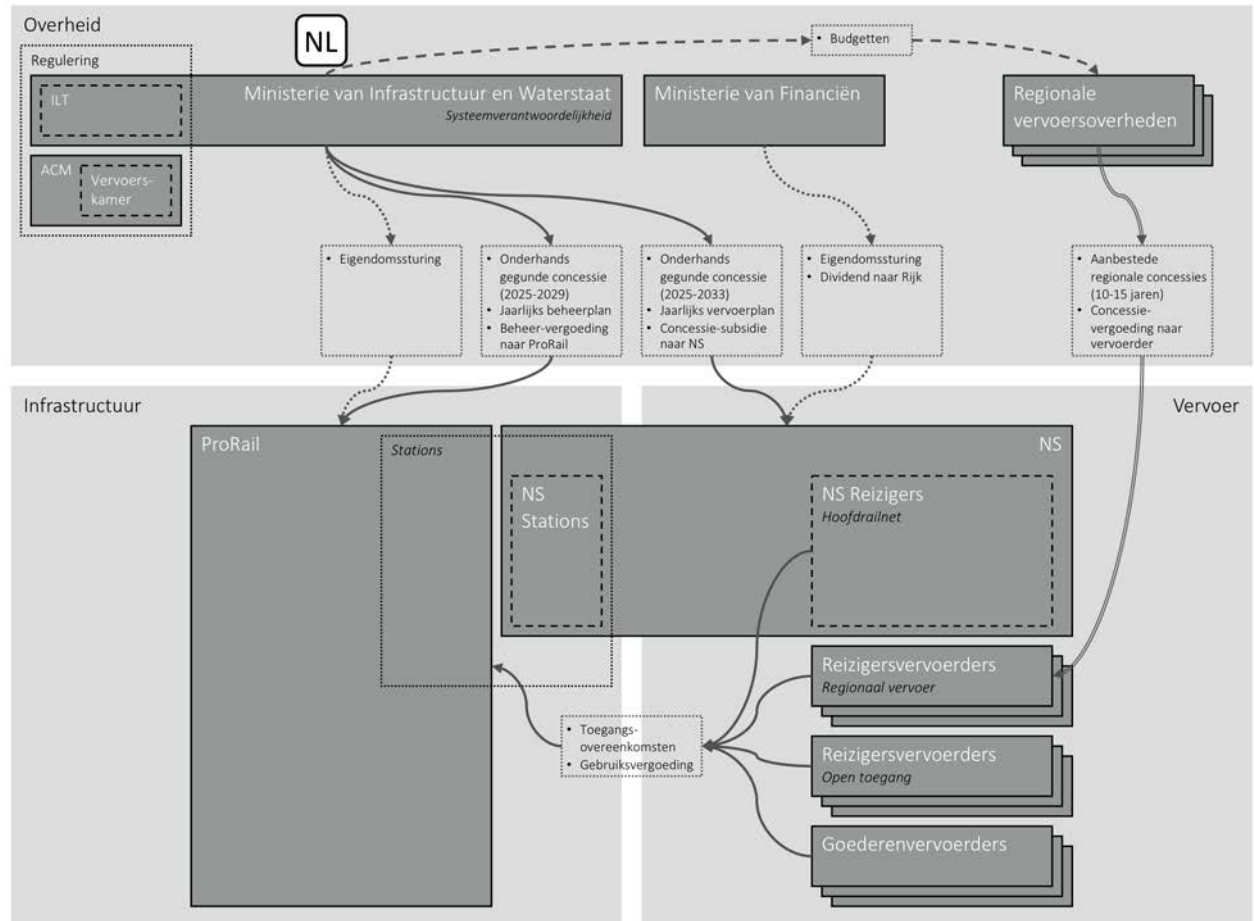 Overheid
NL
• Budgetten
Regulering
ILT
Ministerie van Infrastructuur en Waterstaat
Systeemverantwoordelijkheid
Ministerie van Financiën
Regionale
vervoersoverheden
ACM
Vervoers-
kamer
• Eigendomssturing
• Onderhands
gegunde concessie
(2025-2029)
• Jaarlijks beheerplan
• Beheer-vergoeding
naar ProRail
• Onderhands
gegunde concessie
(2025-2033)
• Jaarlijks vervoerplan
• Concessie-subsidie
naar NS
• Eigendomssturing
• Dividend naar Rijk
• Aanbestede
regionale concessies
(10-15 jaren)
• Concessie-
vergoeding naar
vervoerder
Infrastructuur
Vervoer
ProRail
Stations
NS
NS
Stations
NS Reizigers
Hoofdrailnet
Reizigersvervoerders
Regionaal vervoer
• Toegangs-
overeenkomsten
• Gebruiksvergoeding
Reizigersvervoerders
Open toegang
Goederenvervoerders